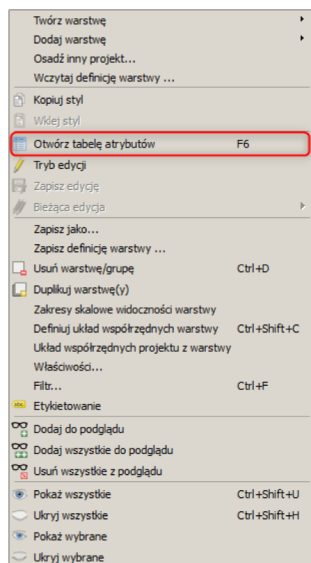 Twórz warstwę
Dodaj warstwę
Osadź inny projekt...
Wczytaj definicję warstwy ...
Kopiuj styl
Wklej styl
Otwórz tabelę atrybutów F6
Tryb edycji
Zapisz edycję
Bieżąca edycja
Zapisz jako...
Zapisz definicję warstwy ...
Usuń warstwę/grupę Ctrl+D
Duplikuj warstwę(y)
Zakresy skalowe widoczności warstwy
Definiuj układ współrzędnych warstwy Ctrl+Shift+C
Układ współrzędnych projektu z warstwy
Właściwości...
Filtr... Ctrl+F
abc Etykietowanie
Dodaj do podglądu
Dodaj wszystkie do podglądu
Usuń wszystkie z podglądu
Pokaż wszystkie Ctrl+Shift+U
Ukryj wszystkie Ctrl+Shift+H
Pokaż wybrane
Ukryj wybrane